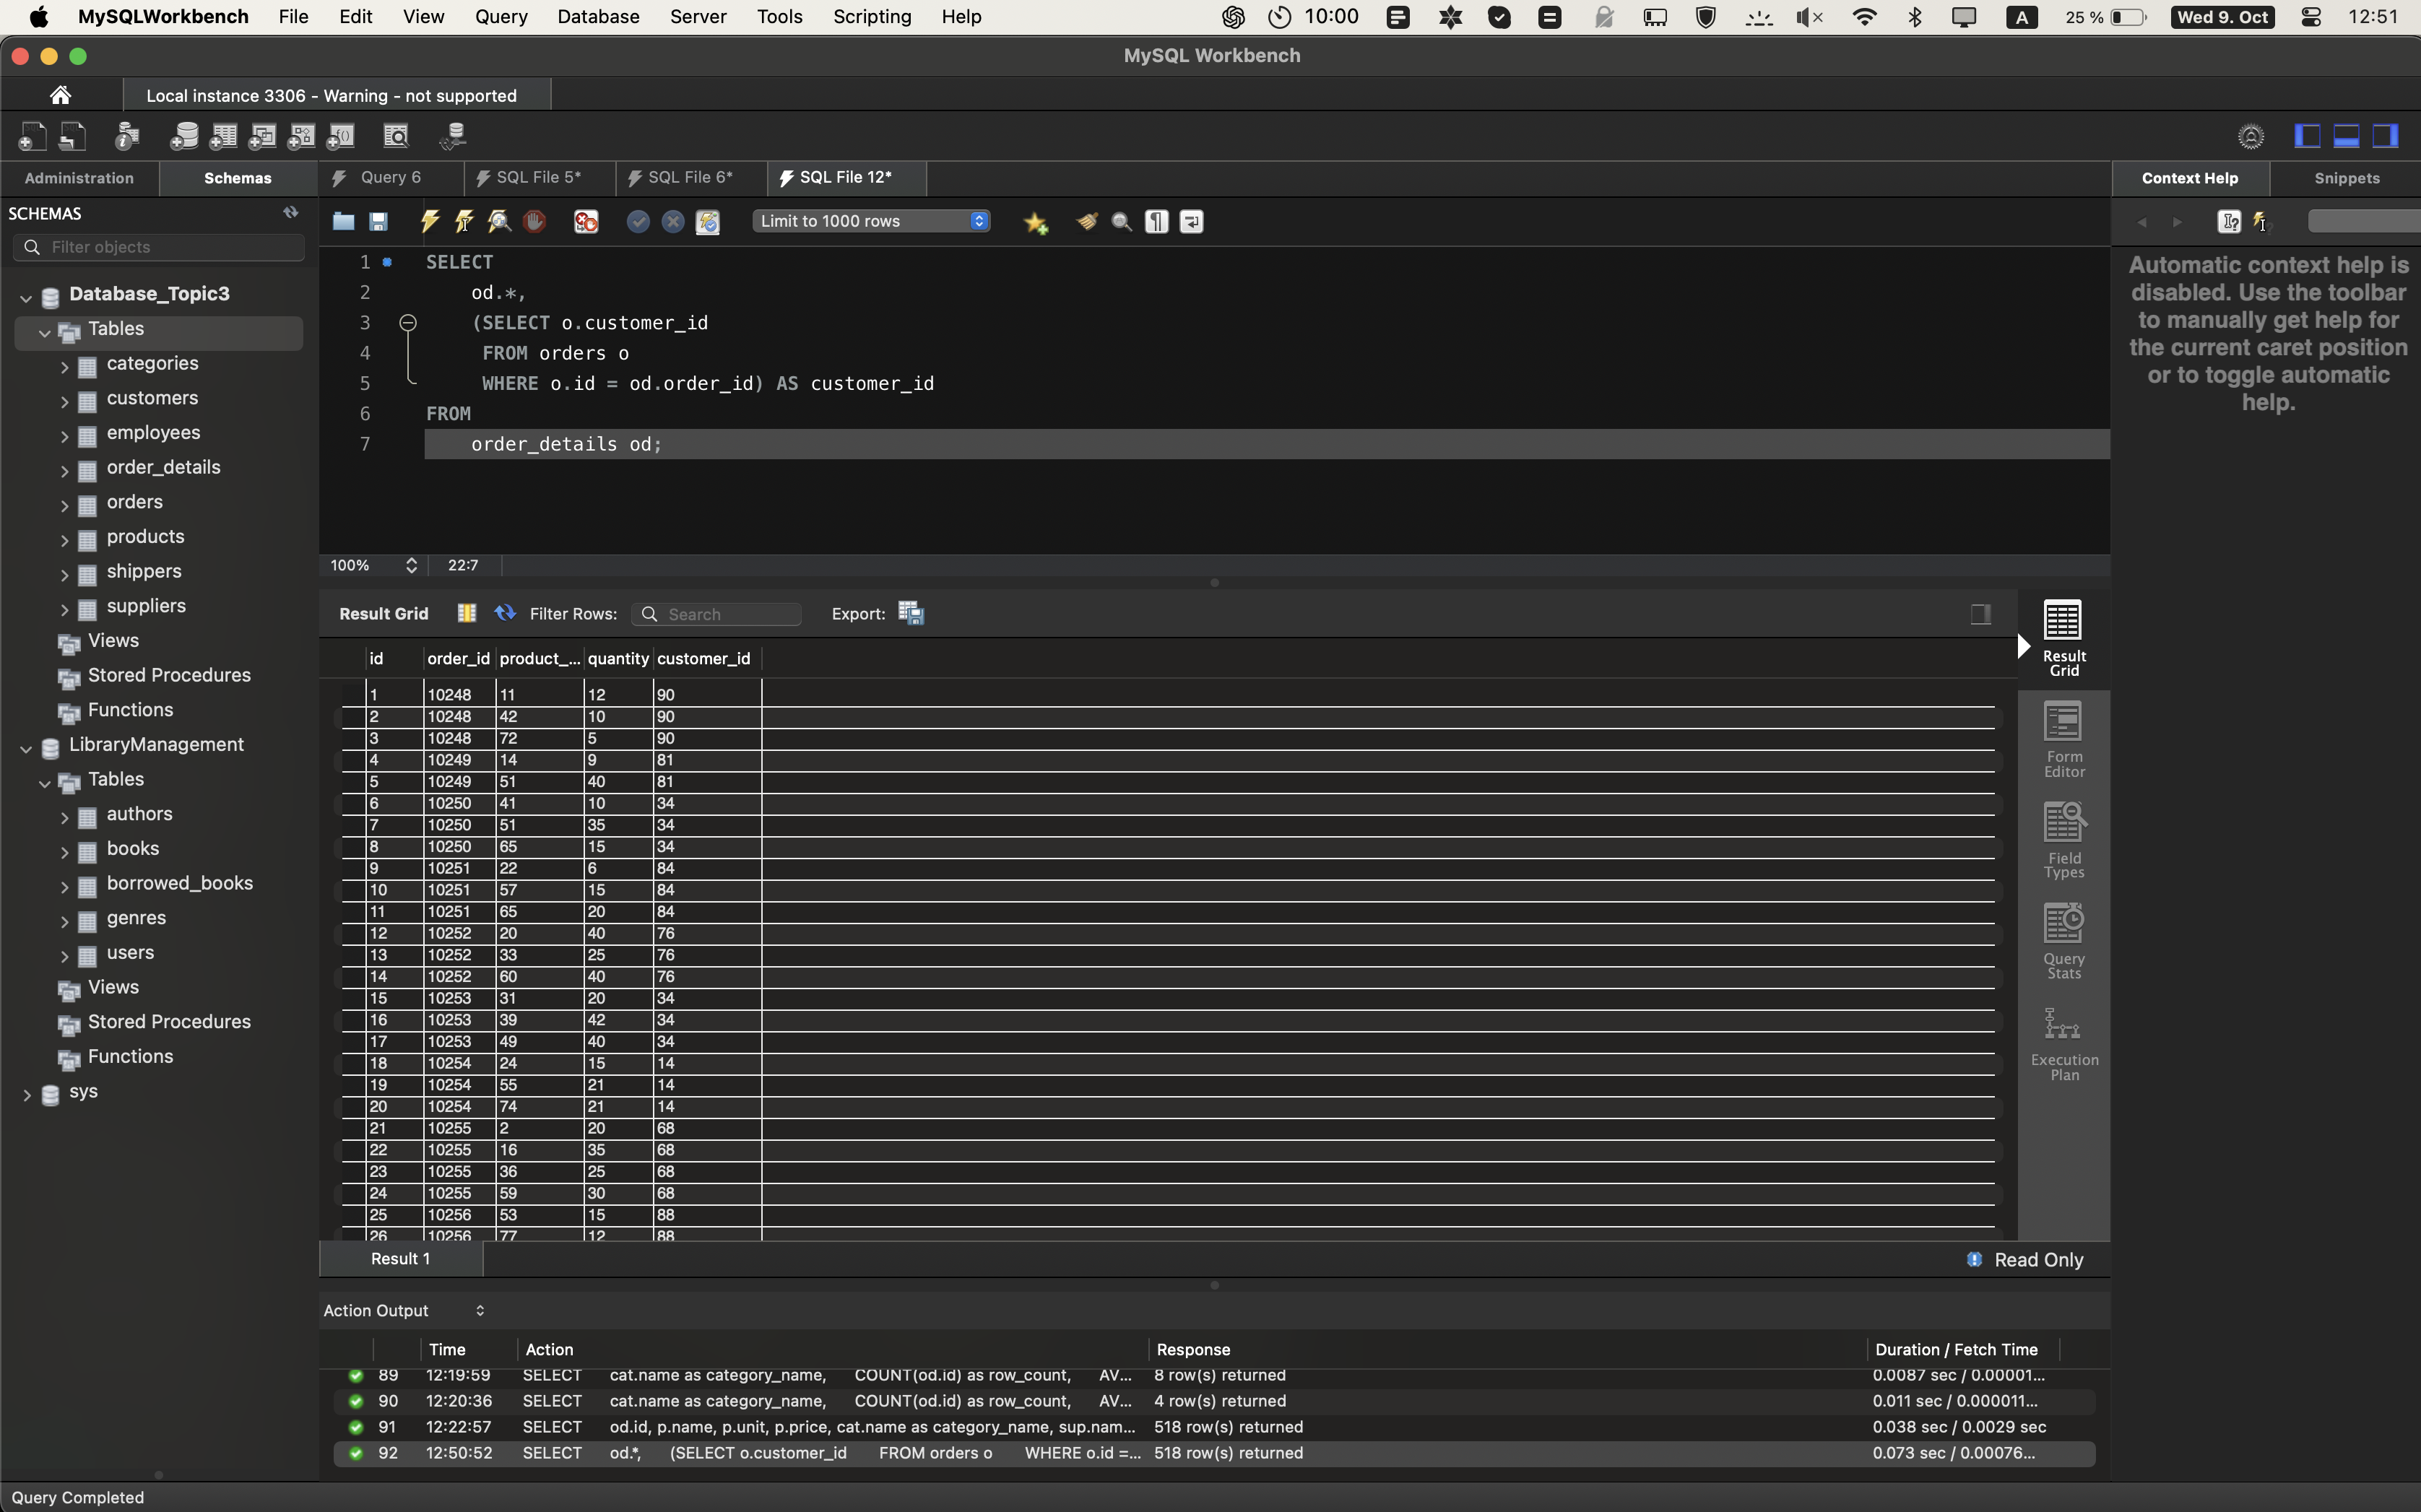 MySQLWorkbench File Edit View Query Database Server Tools Scripting Help 10:00 A 25 % Wed 9. Oct 12:51
MySQL Workbench
Local instance 3306 - Warning - not supported
Administration Schemas Query 6 SQL File 5* SQL File 6* SQL File 12* Context Help Snippets
SCHEMAS
Filter objects
Limit to 1000 rows
Database_Topic3
Tables
categories
customers
employees
order_details
orders
products
shippers
suppliers
Views
Stored Procedures
Functions
LibraryManagement
Tables
authors
books
borrowed_books
genres
users
Views
Stored Procedures
Functions
sys
1 SELECT
2 od.*,
3 (SELECT o.customer_id
4 FROM orders o
5 WHERE o.id = od.order_id) AS customer_id
6 FROM
7 order_details od;
100% 22:7
Automatic context help is
disabled. Use the toolbar
to manually get help for
the current caret position
or to toggle automatic
help.
Result Grid Filter Rows: Search Export:
id order_id product_... quantity customer_id
1 10248 11 12 90
2 10248 42 10 90
3 10248 72 5 90
4 10249 14 9 81
5 10249 51 40 81
6 10250 41 10 34
7 10250 51 35 34
8 10250 65 15 34
9 10251 22 6 84
10 10251 57 15 84
11 10251 65 20 84
12 10252 20 40 76
13 10252 33 25 76
14 10252 60 40 76
15 10253 31 20 34
16 10253 39 42 34
17 10253 49 40 34
18 10254 24 15 14
19 10254 55 21 14
20 10254 74 21 14
21 10255 2 20 68
22 10255 16 35 68
23 10255 36 25 68
24 10255 59 30 68
25 10256 53 15 88
26 10256 77 12 88
Result
Grid
Form
Editor
Field
Types
Query
Stats
Execution
Plan
Result 1 Read Only
Action Output
Time Action Response Duration / Fetch Time
89 12:19:59 SELECT cat.name as category_name, COUNT(od.id) as row_count, AV... 8 row(s) returned 0.0087 sec / 0.00001...
90 12:20:36 SELECT cat.name as category_name, COUNT(od.id) as row_count, AV... 4 row(s) returned 0.011 sec / 0.000011...
91 12:22:57 SELECT od.id, p.name, p.unit, p.price, cat.name as category_name, sup.nam... 518 row(s) returned 0.038 sec / 0.0029 sec
92 12:50:52 SELECT od.*, (SELECT o.customer_id FROM orders o WHERE o.id =... 518 row(s) returned 0.073 sec / 0.00076...
Query Completed